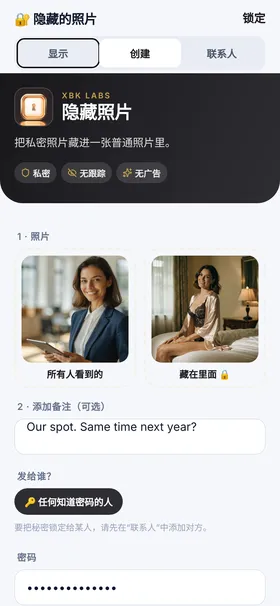 🔐 隐藏的照片
锁定
显示
创建
联系人
XBK LABS
隐藏照片
把私密照片藏进一张普通照片里。
私密
无跟踪
无广告
1 · 照片
所有人看到的
藏在里面 🔒
2 · 添加备注（可选）
Our spot. Same time next year?
发给谁？
🔑 任何知道密码的人
要把秘密锁定给某人，请先在“联系人”中添加对方。
密码
••••••••••••••